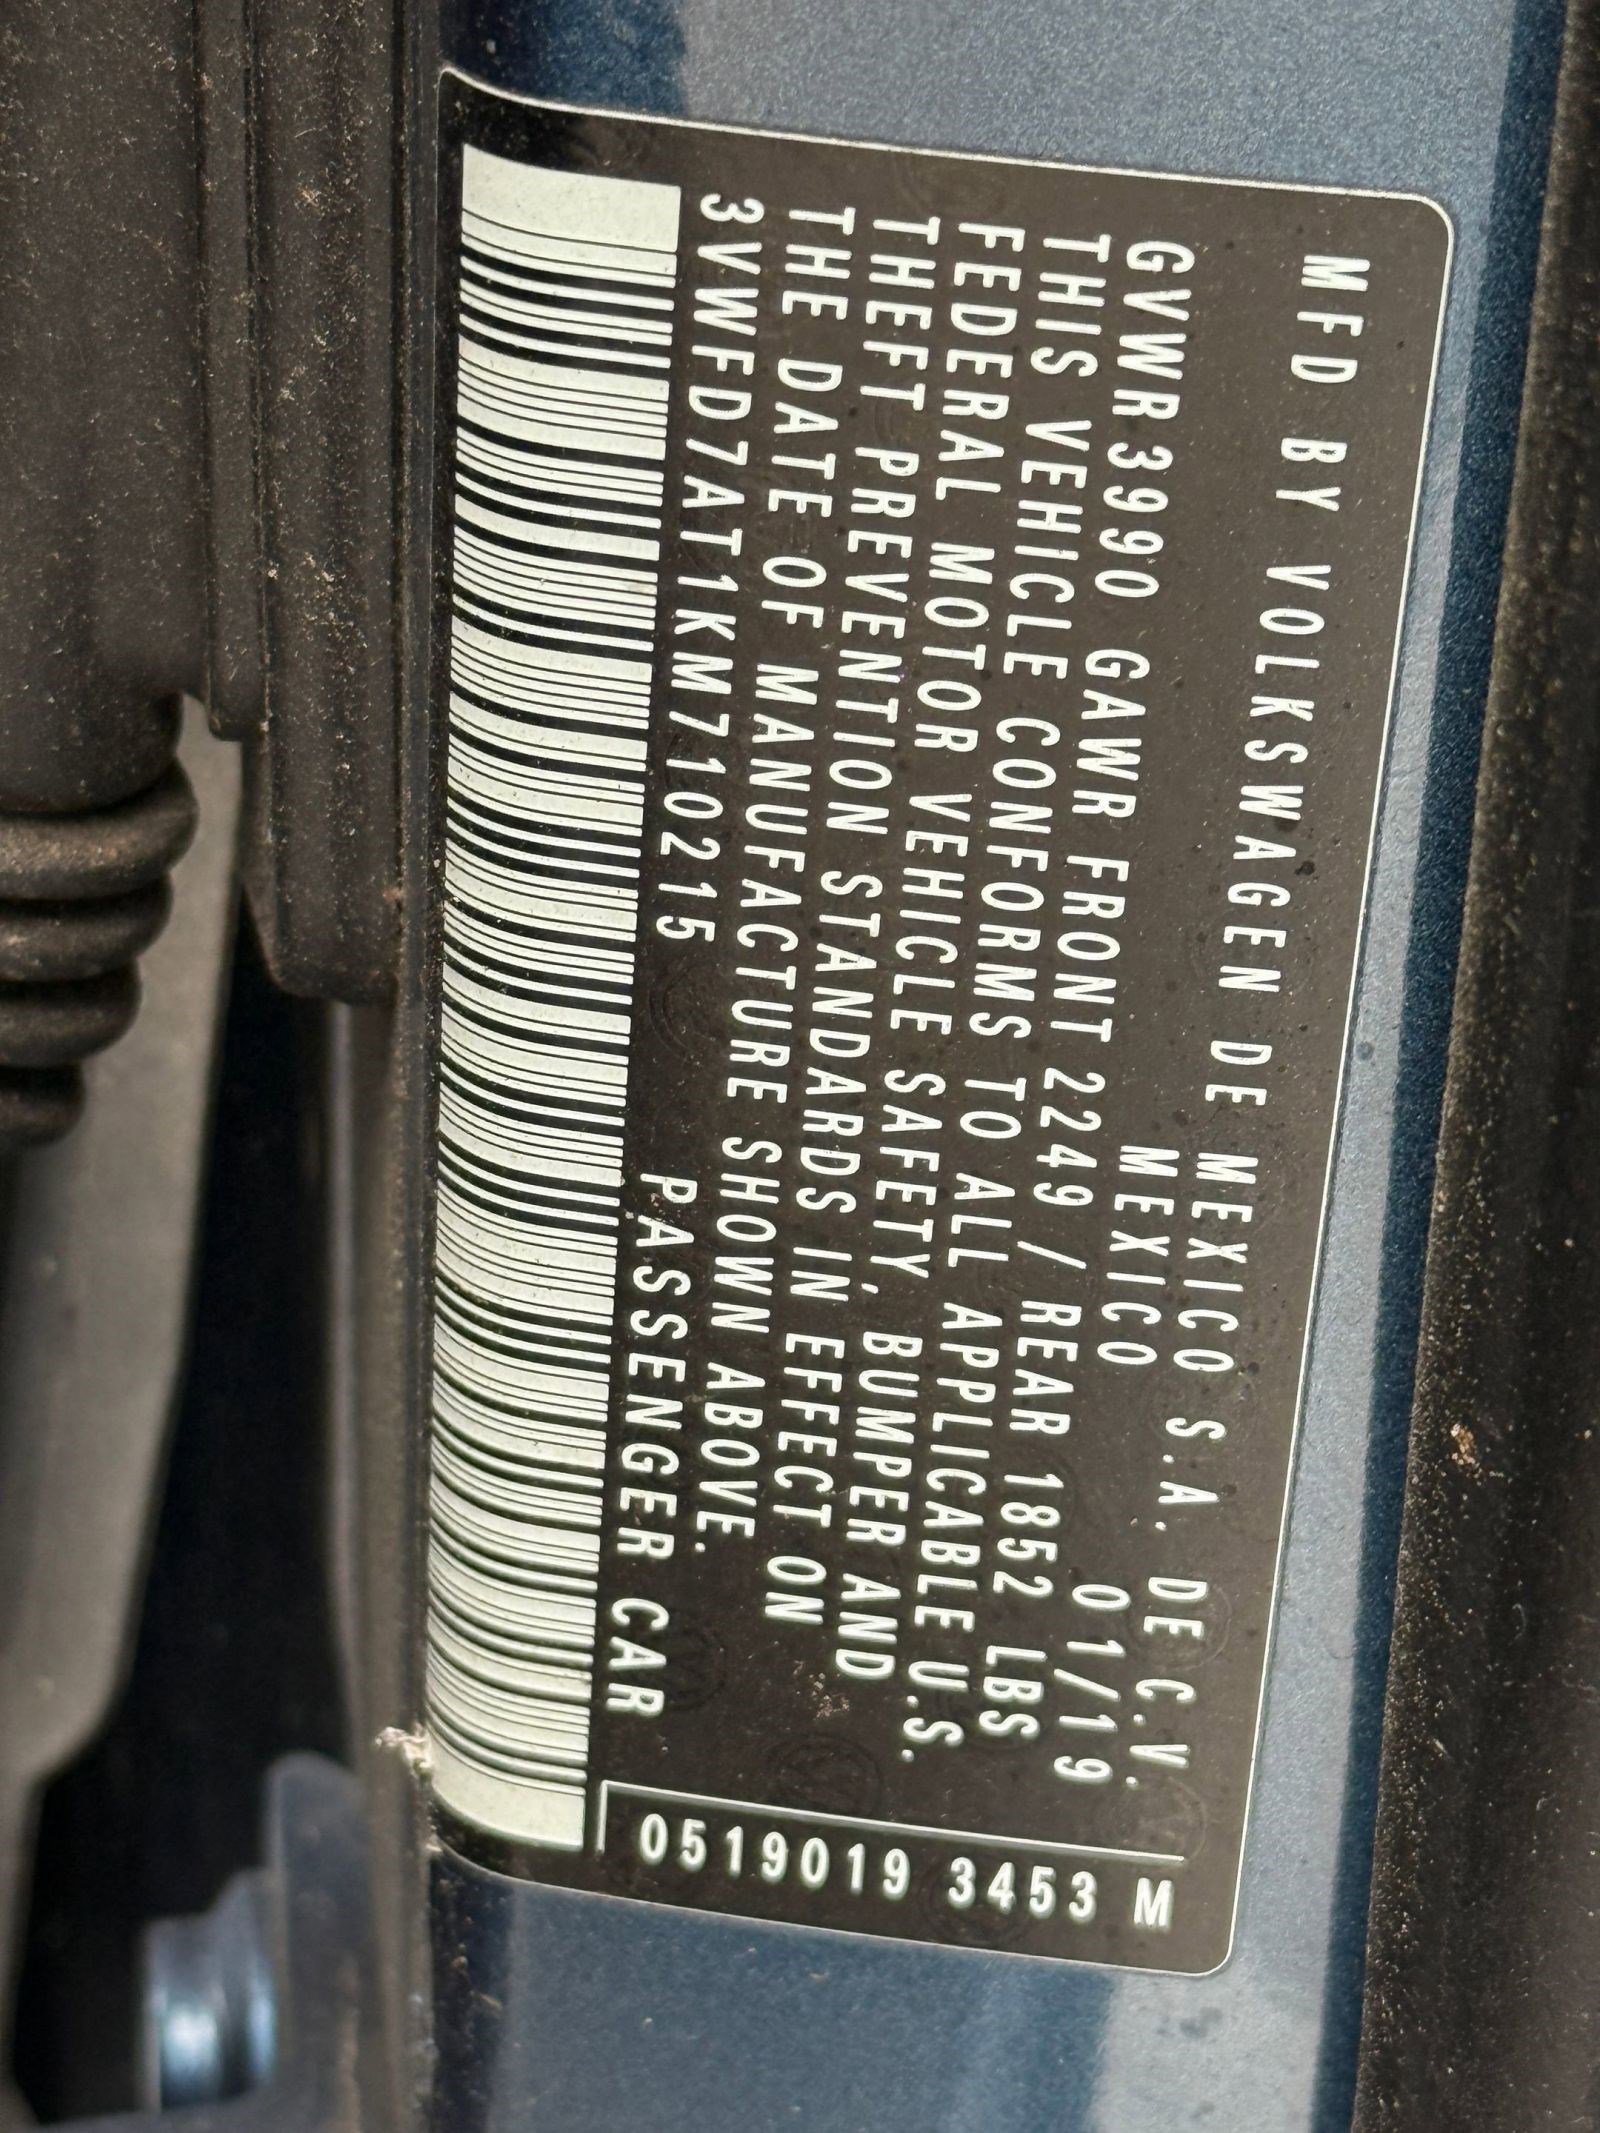 MFD BY VOLKSWAGEN DE MEXICO S.A. DE C.V.
MEXICO 01/19
GVWR3990 GAWR FRONT 2249 / REAR 1852 LBS
THIS VEHICLE CONFORMS TO ALL APPLICABLE U.S.
FEDERAL MOTOR VEHICLE SAFETY, BUMPER AND
THEFT PREVENTION STANDARDS IN EFFECT ON
THE DATE OF MANUFACTURE SHOWN ABOVE.
3VWFD7AT1KM710215 PASSENGER CAR
0519019 3453 M